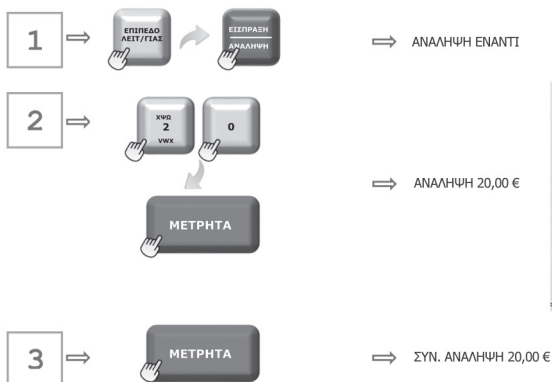 1
ΕΠΙΠΕΔΟ
ΛΕΙΤ/ΓΙΑΣ
ΕΙΣΠΡΑΞΗ
ΑΝΑΛΗΨΗ
ΑΝΑΛΗΨΗ ΕΝΑΝΤΙ
2
ΧΨΩ
2
VWX
0
ΜΕΤΡΗΤΑ
ΑΝΑΛΗΨΗ 20,00 €
3
ΜΕΤΡΗΤΑ
ΣΥΝ. ΑΝΑΛΗΨΗ 20,00 €